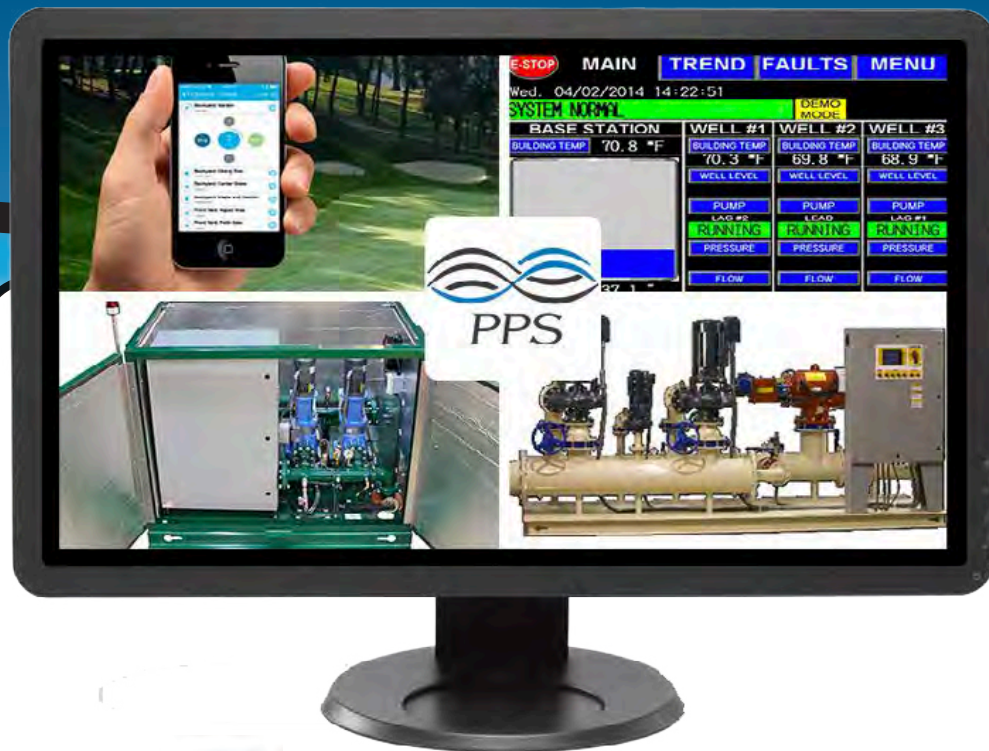 E-STOP MAIN TREND FAULTS MENU
Wed. 04/02/2014 14:22:51
SYSTEM NORMAL DEMO MODE
BASE STATION WELL #1 WELL #2 WELL #3
BUILDING TEMP 70.8 °F BUILDING TEMP BUILDING TEMP BUILDING TEMP
70.3 °F 69.8 °F 68.9 °F
WELL LEVEL WELL LEVEL WELL LEVEL
PUMP PUMP PUMP
LAG #2 LEAD LAG #1
RUNNING RUNNING RUNNING
PRESSURE PRESSURE PRESSURE
FLOW FLOW FLOW
37.1 "
PPS